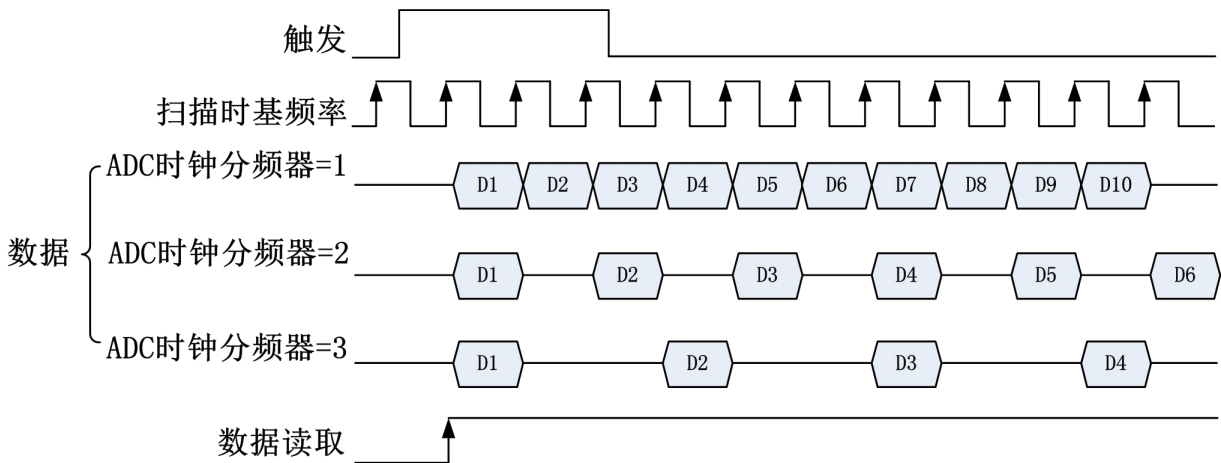 触发
扫描时基频率
ADC时钟分频器=1
D1 D2 D3 D4 D5 D6 D7 D8 D9 D10
数据
ADC时钟分频器=2
D1 D2 D3 D4 D5 D6
ADC时钟分频器=3
D1 D2 D3 D4
数据读取